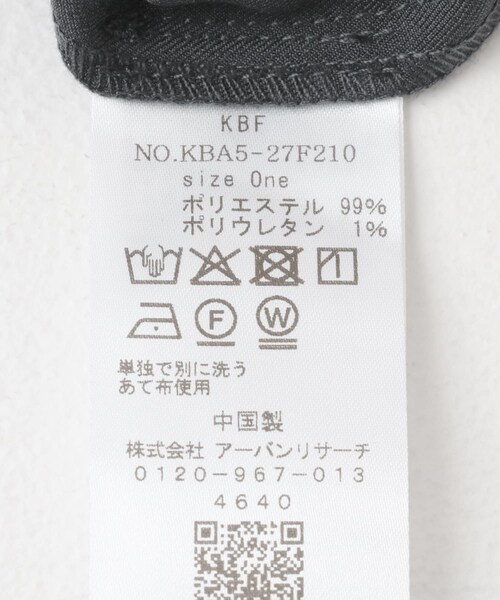 KBF
NO.KBA5-27F210
size One
ポリエステル 99%
ポリウレタン 1%
F W
単独で別に洗う
あて布使用
中国製
株式会社 アーバンリサーチ
0120-967-013
4640